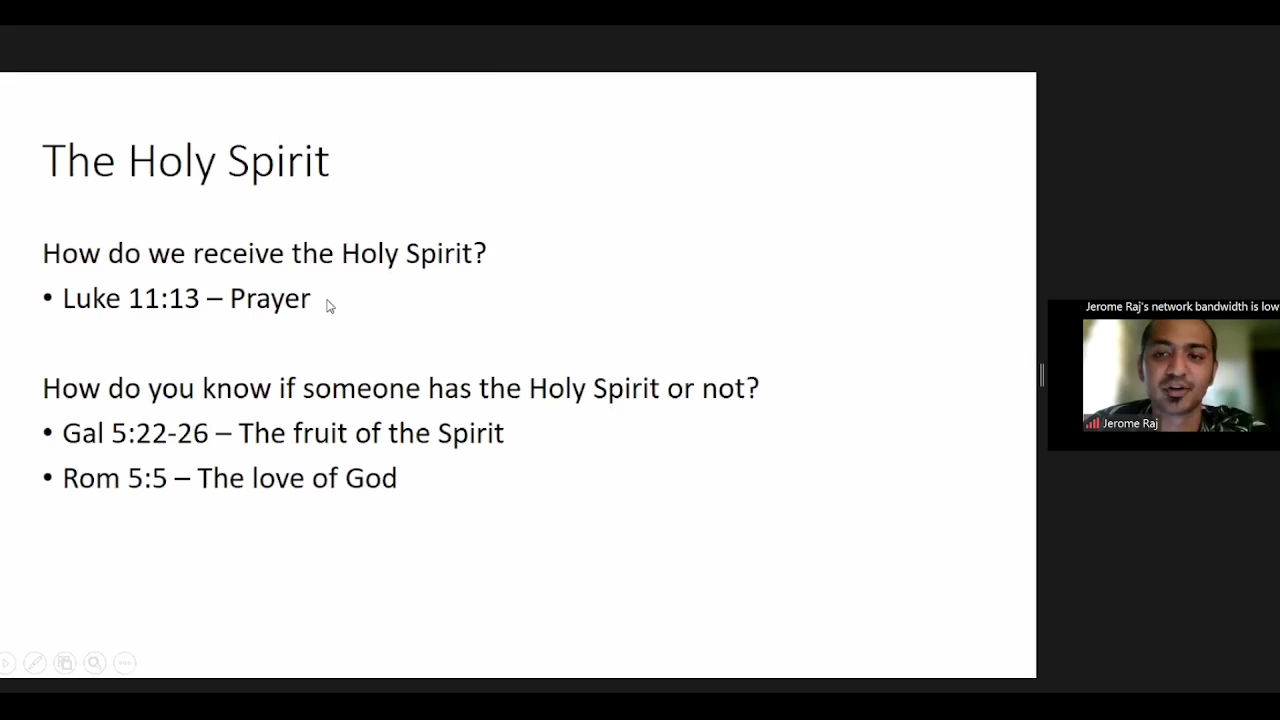 The Holy Spirit
How do we receive the Holy Spirit?
• Luke 11:13 – Prayer
How do you know if someone has the Holy Spirit or not?
• Gal 5:22-26 – The fruit of the Spirit
• Rom 5:5 – The love of God
Jerome Raj's network bandwidth is low
Jerome Raj